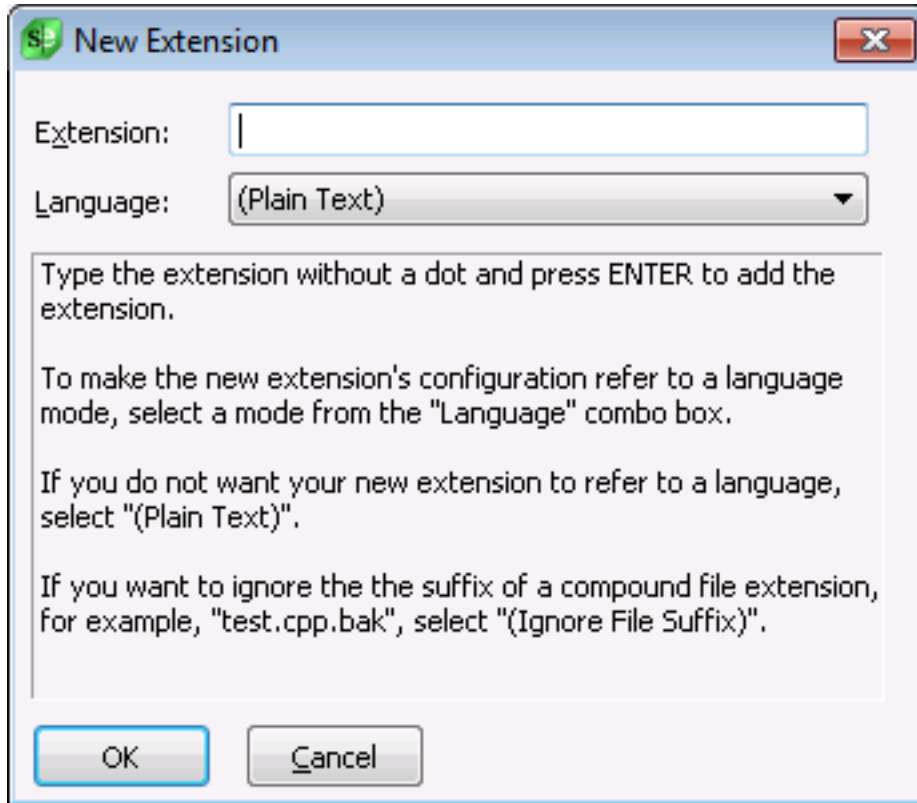 New Extension
Extension:
Language: (Plain Text)
Type the extension without a dot and press ENTER to add the
extension.
To make the new extension's configuration refer to a language
mode, select a mode from the "Language" combo box.
If you do not want your new extension to refer to a language,
select "(Plain Text)".
If you want to ignore the the suffix of a compound file extension,
for example, "test.cpp.bak", select "(Ignore File Suffix)".
OK Cancel